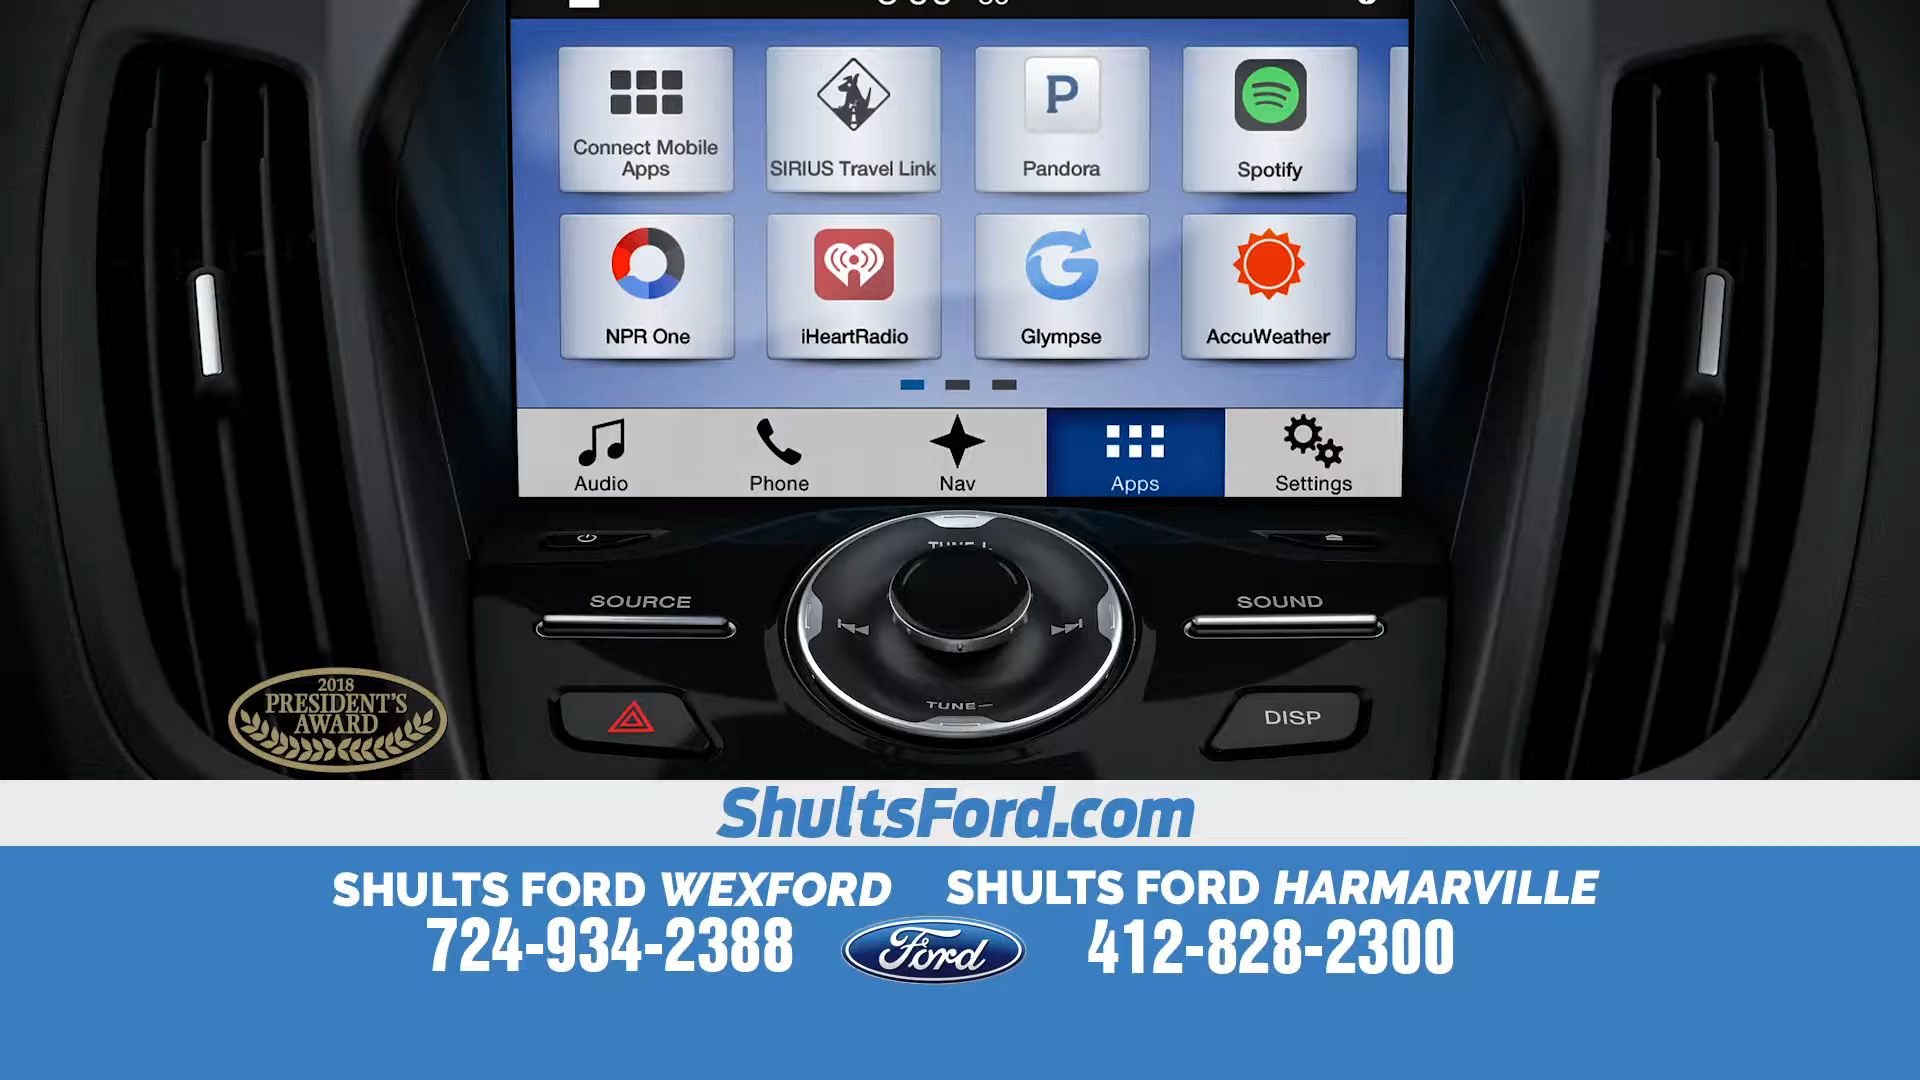 Connect Mobile
Apps
SIRIUS Travel Link
P
Pandora
Spotify
NPR One
iHeartRadio
Glympse
AccuWeather
Audio
Phone
Nav
Apps
Settings
SOURCE
SOUND
TUNE—
DISP
2018
PRESIDENT'S
AWARD
ShultsFord.com
SHULTS FORD WEXFORD
724-934-2388
SHULTS FORD HARMARVILLE
412-828-2300
Ford